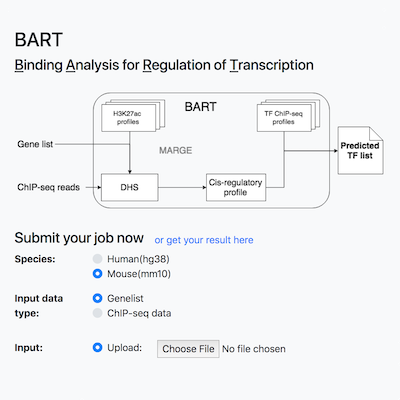 BART
Binding Analysis for Regulation of Transcription
BART
H3K27ac
profiles
TF ChIP-seq
profiles
Gene list
MARGE
Predicted
TF list
ChIP-seq reads
DHS
Cis-regulatory
profile
Submit your job now or get your result here
Species: Human(hg38)
Mouse(mm10)
Input data Genelist
type: ChIP-seq data
Input: Upload: Choose File No file chosen